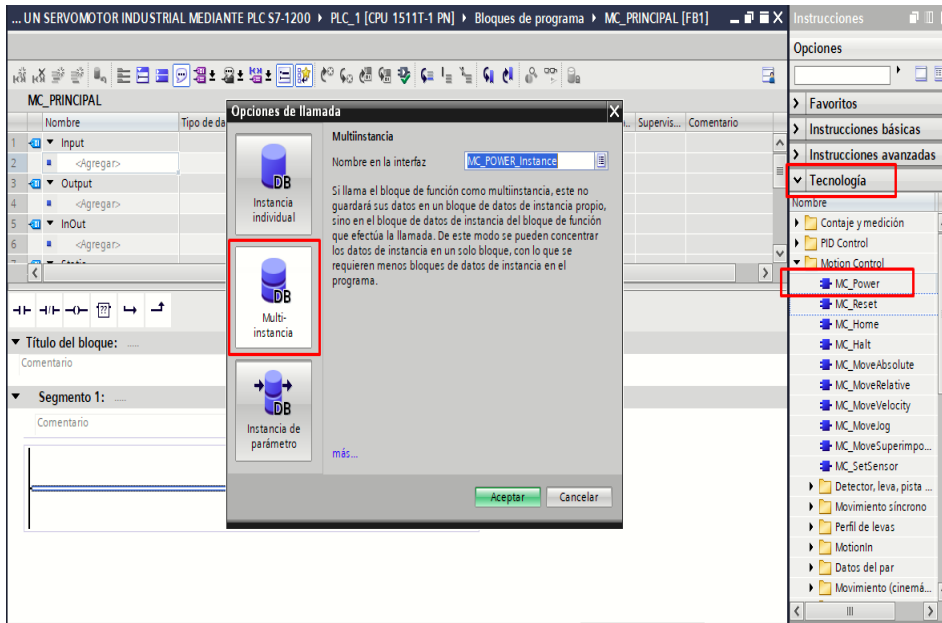 ... UN SERVOMOTOR INDUSTRIAL MEDIANTE PLC S7-1200 ▸ PLC_1 [CPU 1511T-1 PN] ▸ Bloques de programa ▸ MC_PRINCIPAL [FB1]
MC_PRINCIPAL
Nombre
Tipo de da
Supervis...
Comentario
1 Input
2 <Agregar>
3 Output
4 <Agregar>
5 InOut
6 <Agregar>
Título del bloque: .....
Comentario
Segmento 1: .....
Comentario
Opciones de llamada
X
DB
Instancia
individual
DB
Multi-
instancia
DB
Instancia de
parámetro
Multiinstancia
Nombre en la interfaz
MC_POWER_Instance
Si llama el bloque de función como multiinstancia, este no
guardará sus datos en un bloque de datos de instancia propio,
sino en el bloque de datos de instancia del bloque de función
que efectúa la llamada. De este modo se pueden concentrar
los datos de instancia en un solo bloque, con lo que se
requieren menos bloques de datos de instancia en el
programa.
más...
Aceptar
Cancelar
Instrucciones
Opciones
Favoritos
Instrucciones básicas
Instrucciones avanzadas
Tecnología
Nombre
Contaje y medición
PID Control
Motion Control
MC_Power
MC_Reset
MC_Home
MC_Halt
MC_MoveAbsolute
MC_MoveRelative
MC_MoveVelocity
MC_MoveJog
MC_MoveSuperimpo...
MC_SetSensor
Detector, leva, pista ...
Movimiento síncrono
Perfil de levas
MotionIn
Datos del par
Movimiento (cinemá...